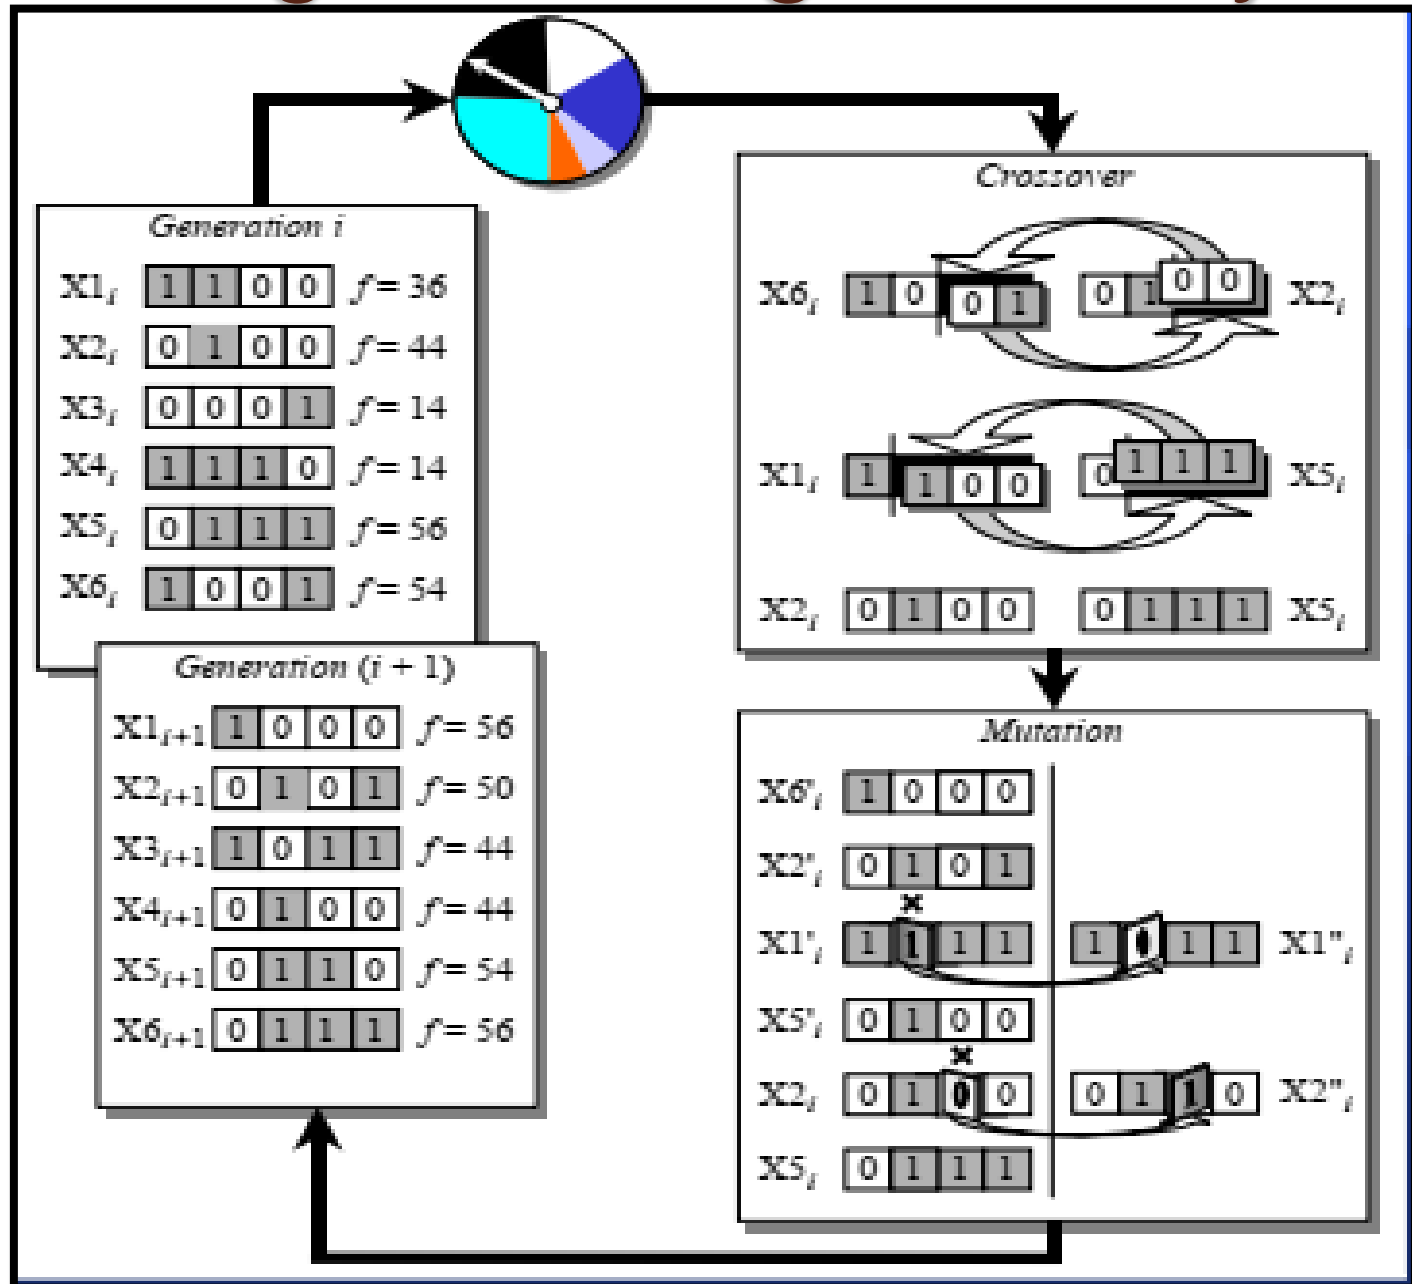 Generation i
X1i 1 1 0 0 f = 36
X2i 0 1 0 0 f = 44
X3i 0 0 0 1 f = 14
X4i 1 1 1 0 f = 14
X5i 0 1 1 1 f = 56
X6i 1 0 0 1 f = 54
Generation (i + 1)
X1i+1 1 0 0 0 f = 56
X2i+1 0 1 0 1 f = 50
X3i+1 1 0 1 1 f = 44
X4i+1 0 1 0 0 f = 44
X5i+1 0 1 1 0 f = 54
X6i+1 0 1 1 1 f = 56
Crossover
X6i 1 0 0 1 0 1 0 0 X2i
X1i 1 1 0 0 0 1 1 1 X5i
X2i 0 1 0 0 0 1 1 1 X5i
Mutation
X6'i 1 0 0 0
X2'i 0 1 0 1
X1'i 1 1 1 1 1 0 1 1 X1"i
X5'i 0 1 0 0
X2i 0 1 0 0 0 1 1 0 X2"i
X5i 0 1 1 1